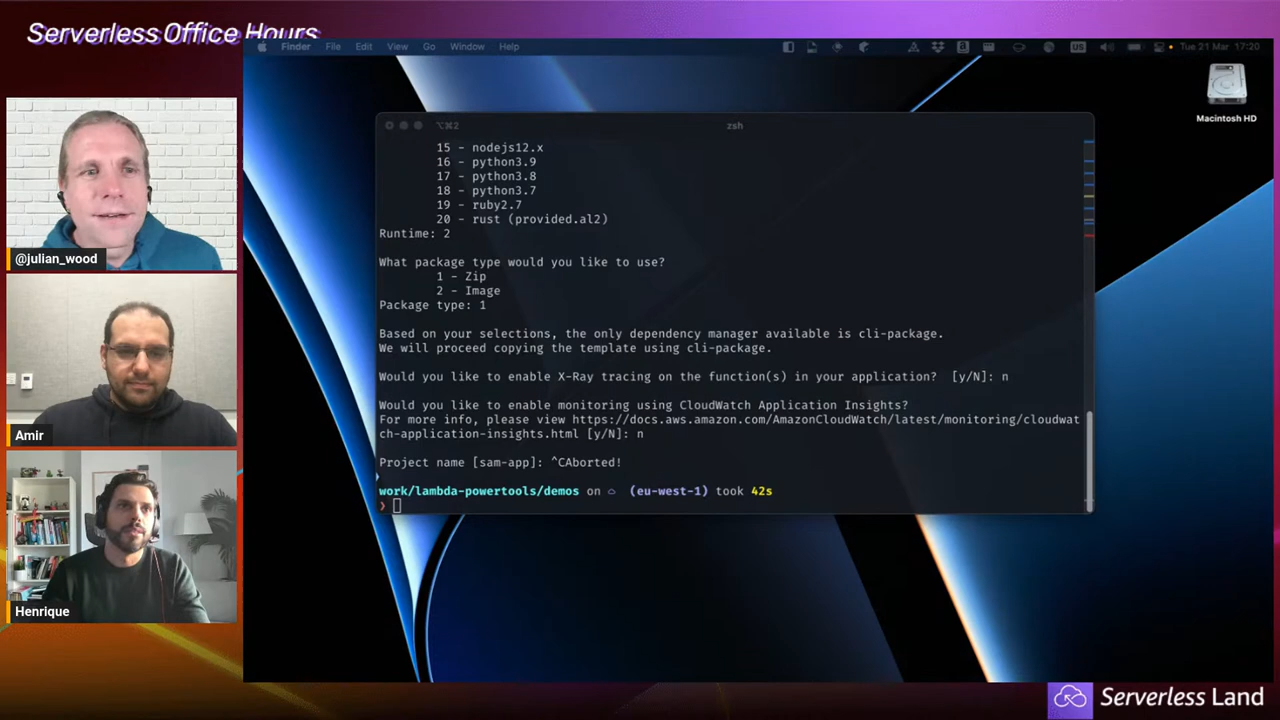 Serverless Office Hours
Finder File Edit View Go Window Help
US Tue 21 Mar 17:20
Macintosh HD
⌥⌘2 zsh
15 - nodejs12.x
16 - python3.9
17 - python3.8
18 - python3.7
19 - ruby2.7
20 - rust (provided.al2)
Runtime: 2
What package type would you like to use?
1 - Zip
2 - Image
Package type: 1
Based on your selections, the only dependency manager available is cli-package.
We will proceed copying the template using cli-package.
Would you like to enable X-Ray tracing on the function(s) in your application? [y/N]: n
Would you like to enable monitoring using CloudWatch Application Insights?
For more info, please view https://docs.aws.amazon.com/AmazonCloudWatch/latest/monitoring/cloudwat
ch-application-insights.html [y/N]: n
Project name [sam-app]: ^CAborted!
work/lambda-powertools/demos on (eu-west-1) took 42s
❯
@julian_wood
Amir
Henrique
Serverless Land